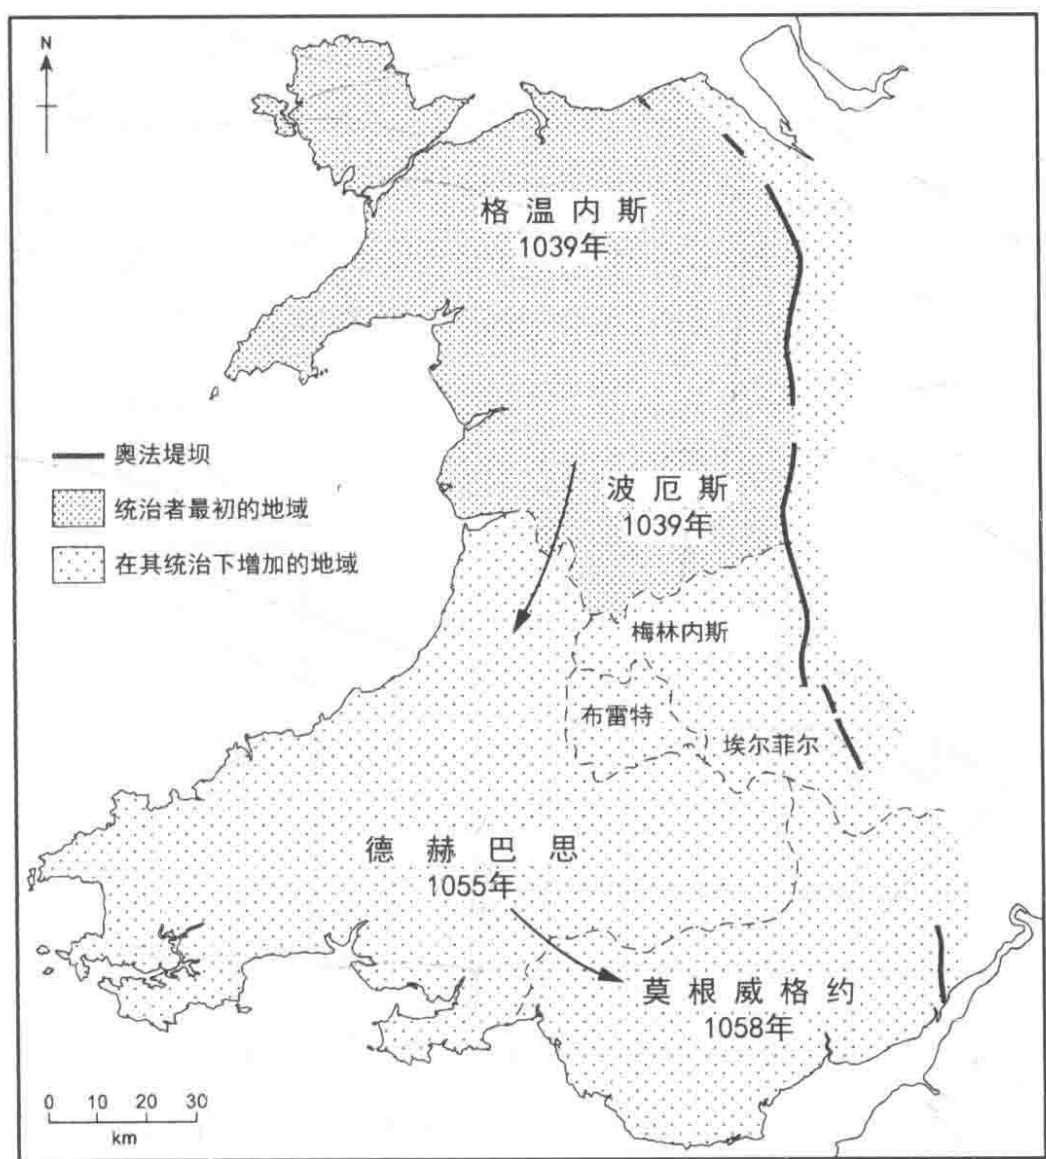 N
格温内斯
1039年
奥法堤坝
统治者最初的地域
在其统治下增加的地域
波厄斯
1039年
梅林内斯
布雷特
埃尔菲尔
德赫巴思
1055年
莫根威格约
1058年
0 10 20 30
km